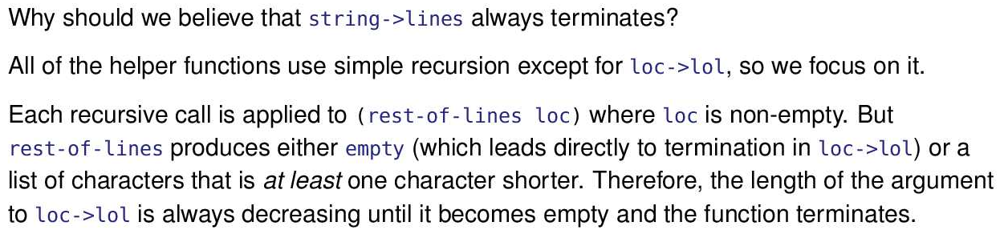 Why should we believe that string->lines always terminates?
All of the helper functions use simple recursion except for loc->lol, so we focus on it.
Each recursive call is applied to (rest-of-lines loc) where loc is non-empty. But
rest-of-lines produces either empty (which leads directly to termination in loc->lol) or a
list of characters that is at least one character shorter. Therefore, the length of the argument
to loc->lol is always decreasing until it becomes empty and the function terminates.